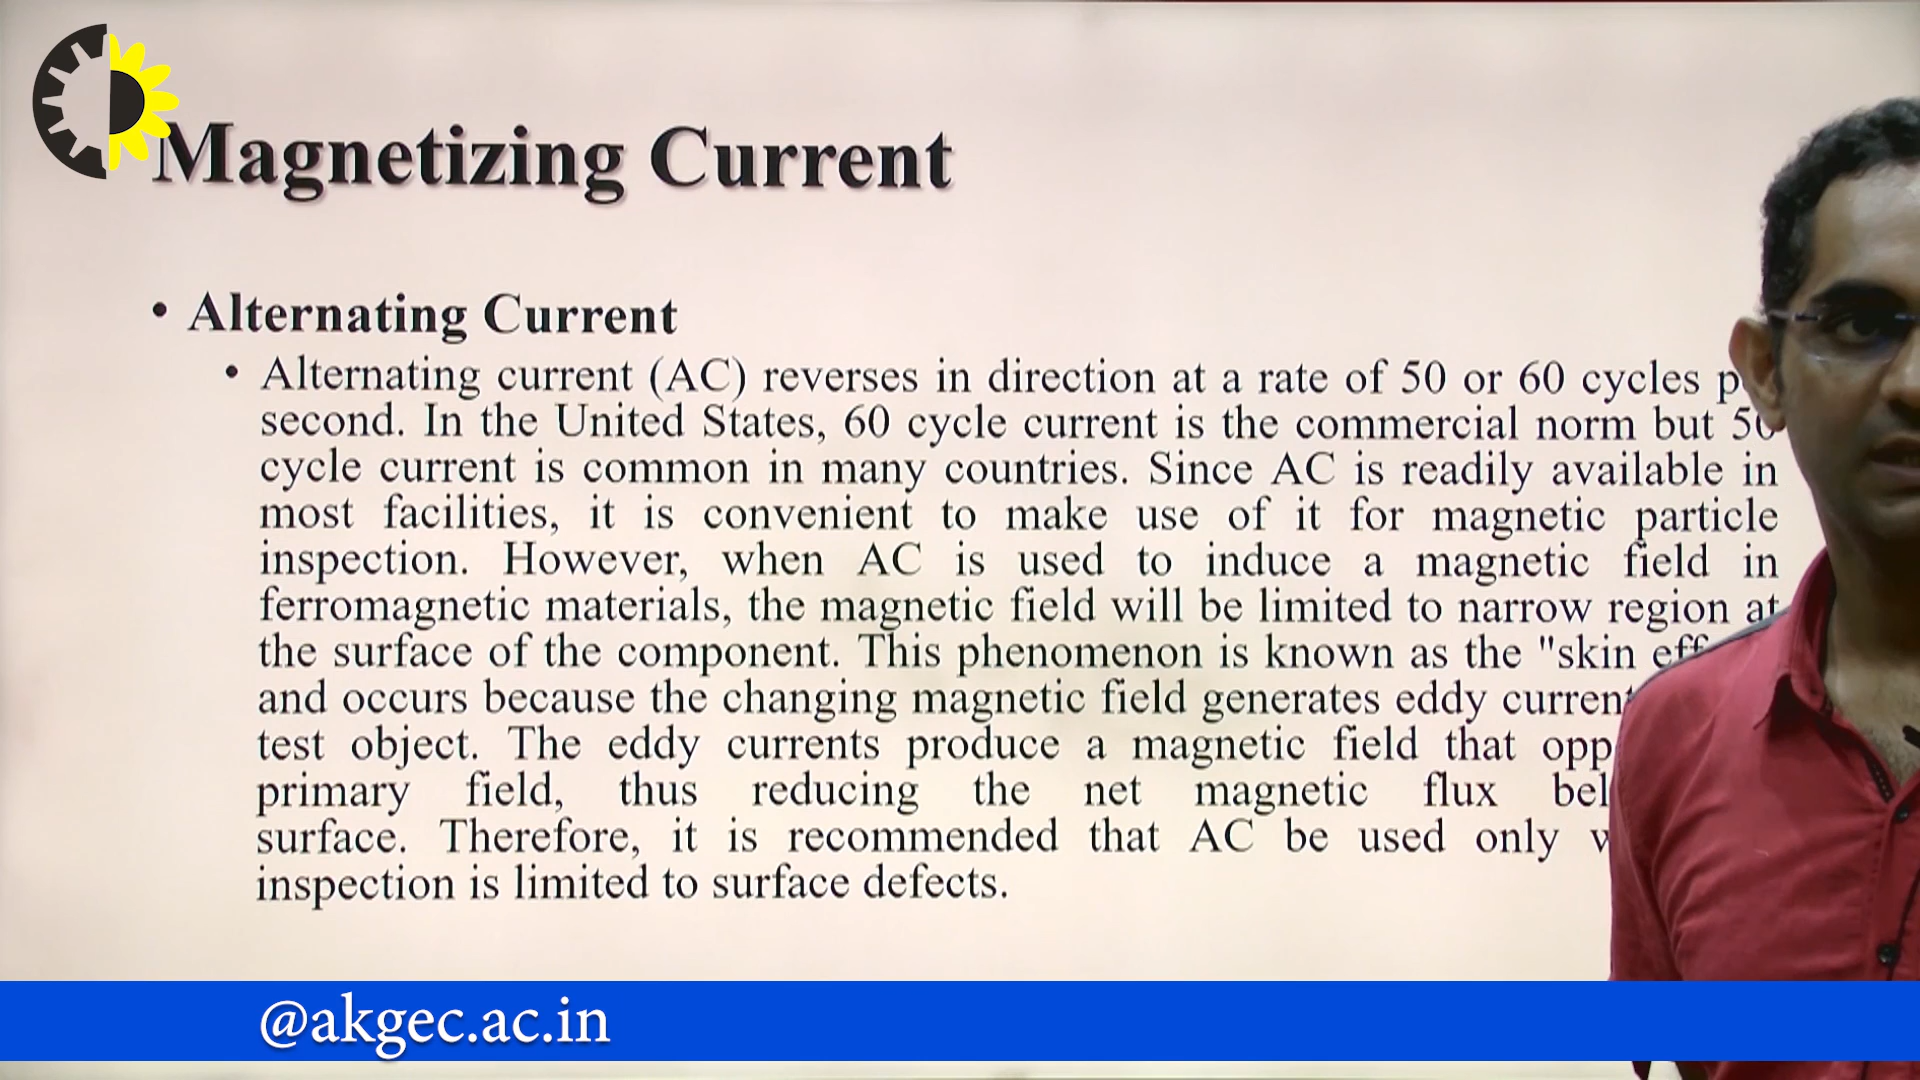 Magnetizing Current
• Alternating Current
• Alternating current (AC) reverses in direction at a rate of 50 or 60 cycles
second. In the United States, 60 cycle current is the commercial norm but 50
cycle current is common in many countries. Since AC is readily available in
most facilities, it is convenient to make use of it for magnetic particle
inspection. However, when AC is used to induce a magnetic field in
ferromagnetic materials, the magnetic field will be limited to narrow region at
the surface of the component. This phenomenon is known as the "skin
and occurs because the changing magnetic field generates eddy
test object. The eddy currents produce a magnetic field that
primary field, thus reducing the net magnetic flux
surface. Therefore, it is recommended that AC be used only
inspection is limited to surface defects.
@akgec.ac.in